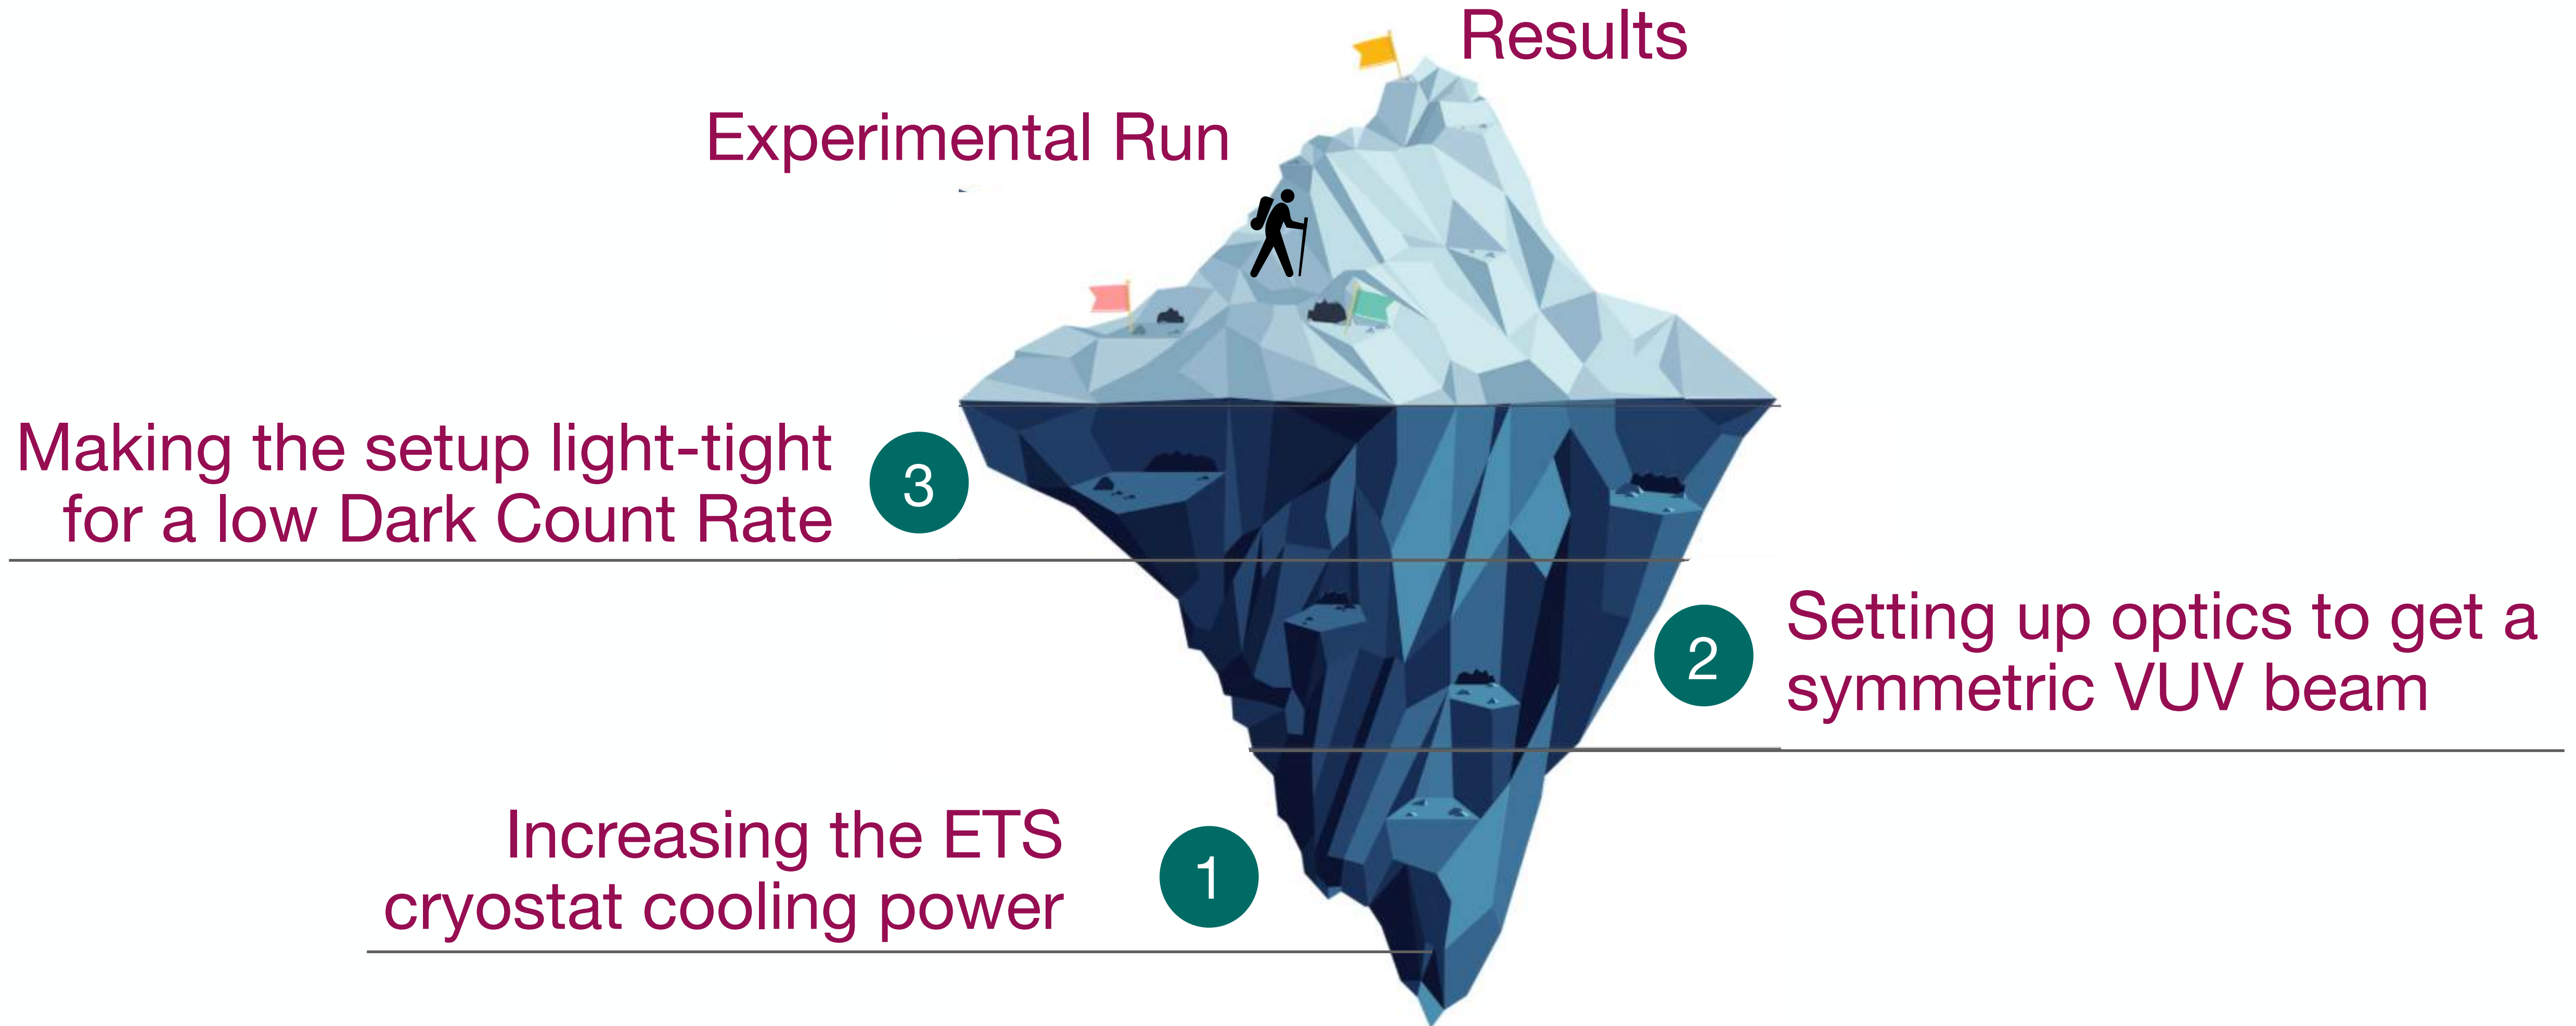 Results
Experimental Run
Making the setup light-tight
for a low Dark Count Rate
3
Setting up optics to get a
symmetric VUV beam
2
Increasing the ETS
cryostat cooling power
1